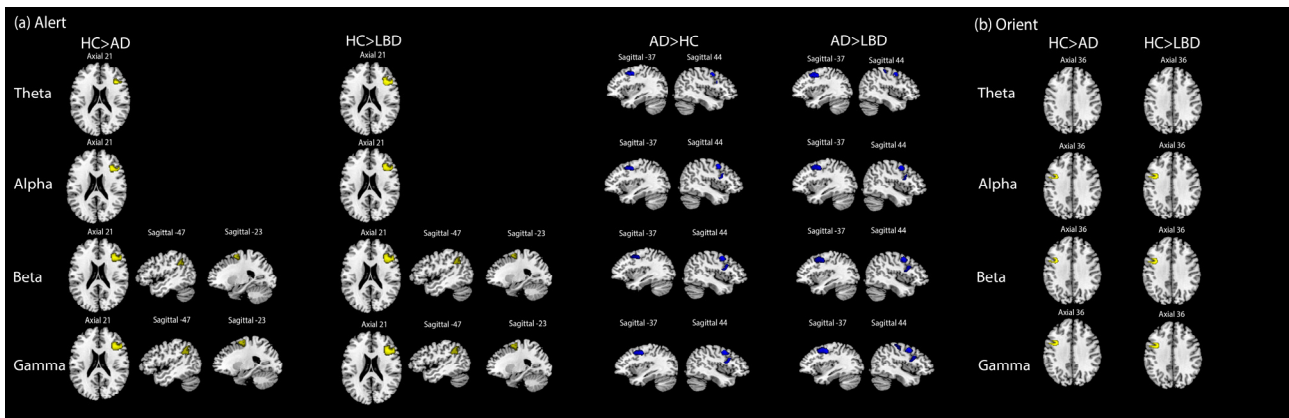 (a) Alert
(b) Orient
HC>AD HC>LBD AD>HC AD>LBD HC>AD HC>LBD
Axial 21 Axial 21 Sagittal -37 Sagittal 44 Sagittal -37 Sagittal 44 Axial 36 Axial 36
Theta Theta
Axial 21 Axial 21 Sagittal -37 Sagittal 44 Sagittal -37 Sagittal 44 Axial 36 Axial 36
Alpha Alpha
Axial 21 Sagittal -47 Sagittal -23 Axial 21 Sagittal -47 Sagittal -23 Sagittal -37 Sagittal 44 Sagittal -37 Sagittal 44 Axial 36 Axial 36
Beta Beta
Axial 21 Sagittal -47 Sagittal -23 Axial 21 Sagittal -47 Sagittal -23 Sagittal -37 Sagittal 44 Sagittal -37 Sagittal 44 Axial 36 Axial 36
Gamma Gamma